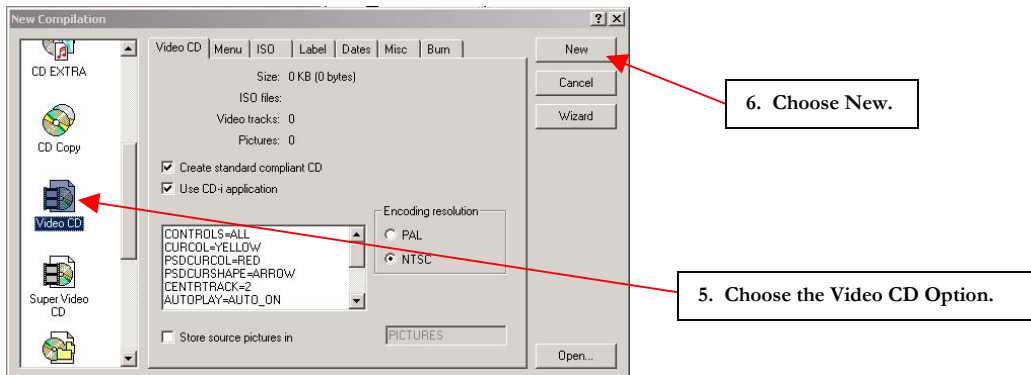 New Compilation
CD EXTRA
CD Copy
Video CD
Super Video
CD
Video CD Menu ISO Label Dates Misc Burn
Size: 0 KB (0 bytes)
ISO files:
Video tracks: 0
Pictures: 0
Create standard compliant CD
Use CD-i application
CONTROLS=ALL
CURCOL=YELLOW
PSDCURCOL=RED
PSDCURSHAPE=ARROW
CENTRTRACK=2
AUTOPLAY=AUTO_ON
Encoding resolution
PAL
NTSC
Store source pictures in
PICTURES
New
Cancel
Wizard
Open...
6. Choose New.
5. Choose the Video CD Option.